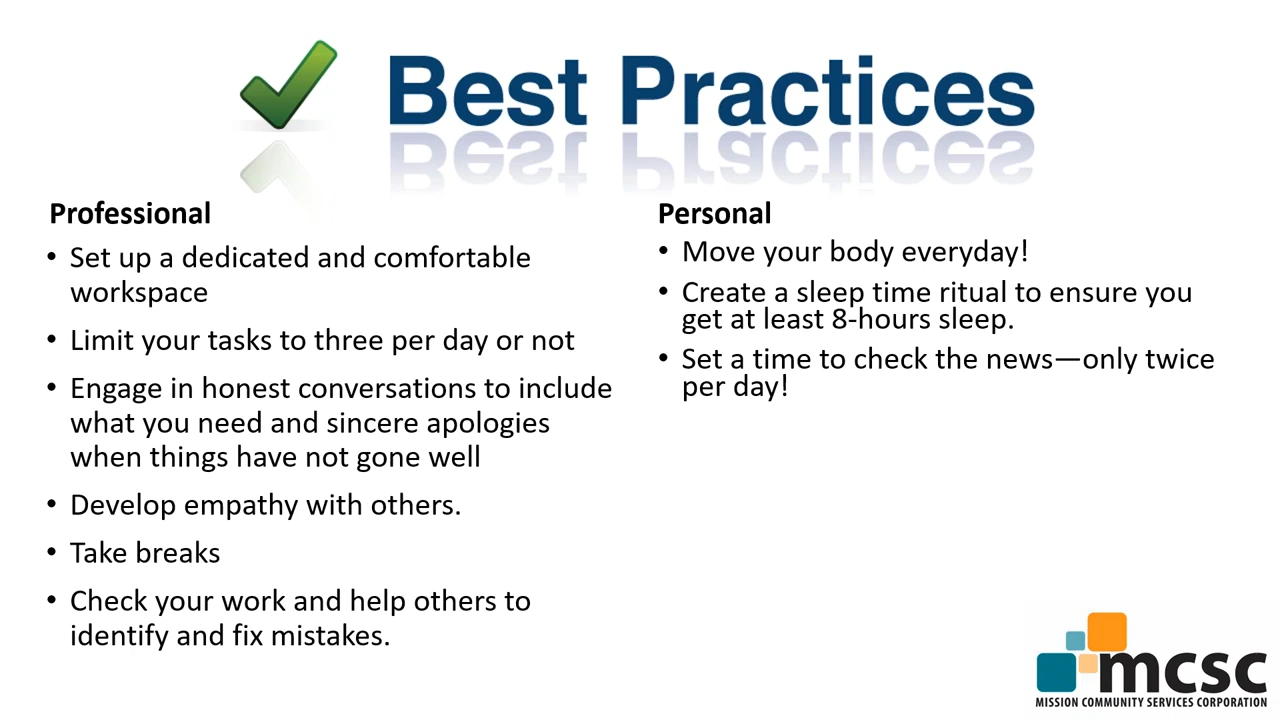 Best Practices
Professional
• Set up a dedicated and comfortable
workspace
• Limit your tasks to three per day or not
• Engage in honest conversations to include
what you need and sincere apologies
when things have not gone well
• Develop empathy with others.
• Take breaks
• Check your work and help others to
identify and fix mistakes.
Personal
• Move your body everyday!
• Create a sleep time ritual to ensure you
get at least 8-hours sleep.
• Set a time to check the news—only twice
per day!
mcsc
MISSION COMMUNITY SERVICES CORPORATION